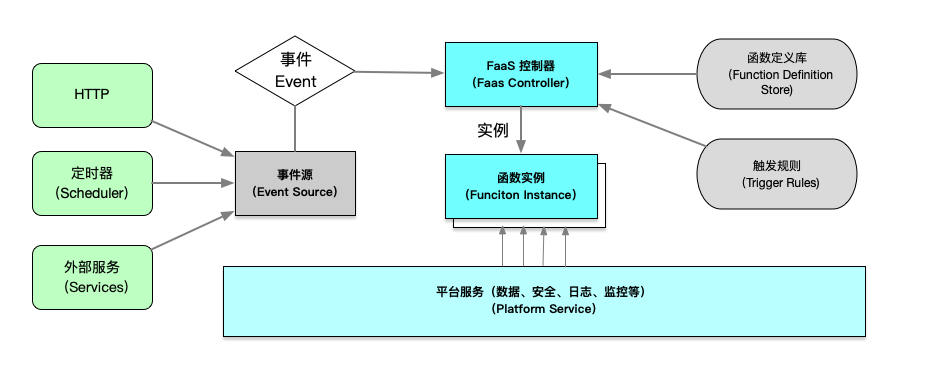 HTTP
定时器
(Scheduler)
外部服务
(Services)
事件
Event
事件源
(Event Source)
FaaS 控制器
(Faas Controller)
实例
函数实例
(Funciton Instance)
函数定义库
(Function Definition
Store)
触发规则
(Trigger Rules)
平台服务（数据、安全、日志、监控等）
(Platform Service)